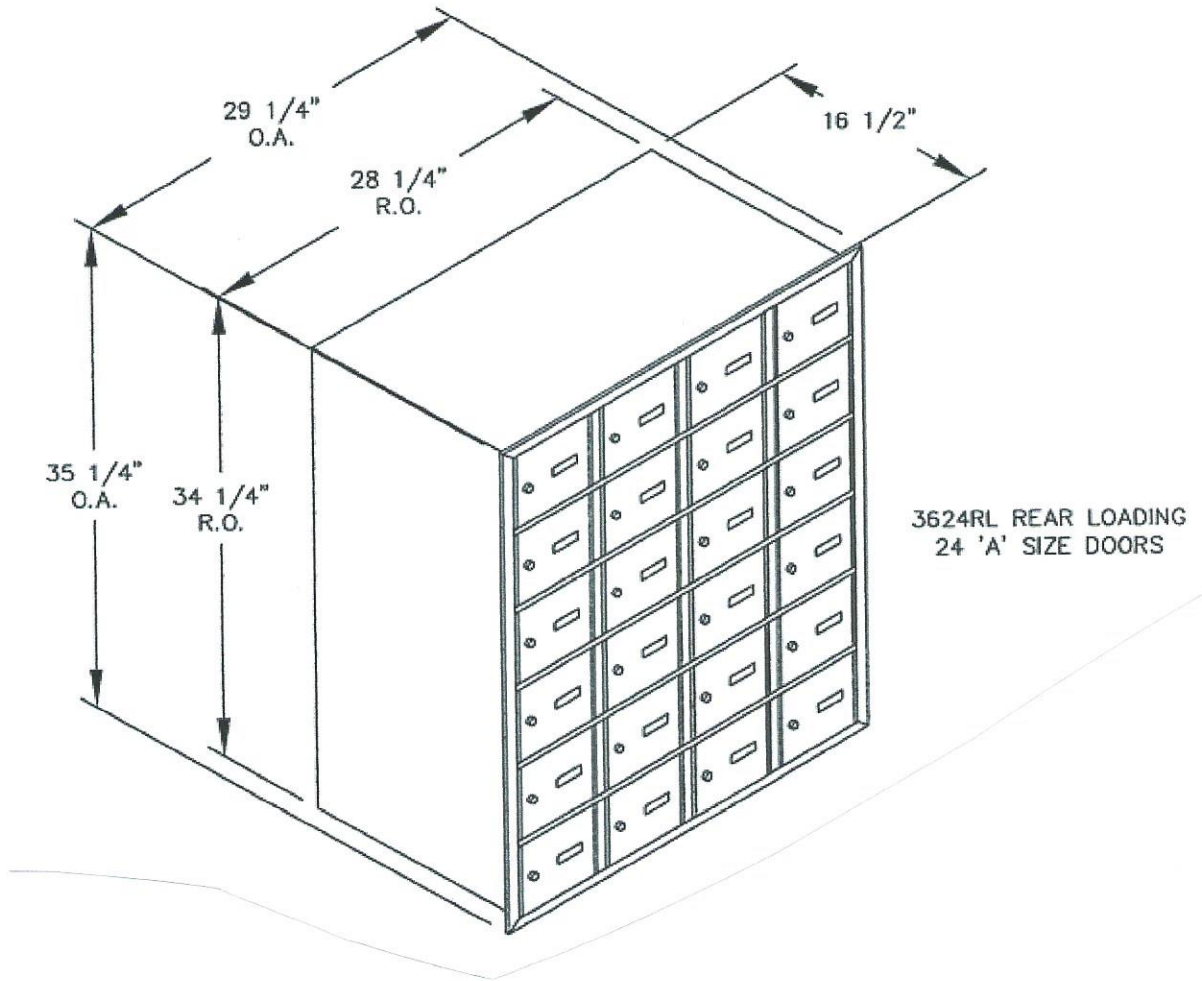 29 1/4"
O.A.
16 1/2"
28 1/4"
R.O.
35 1/4"
O.A.
34 1/4"
R.O.
3624RL REAR LOADING
24 'A' SIZE DOORS